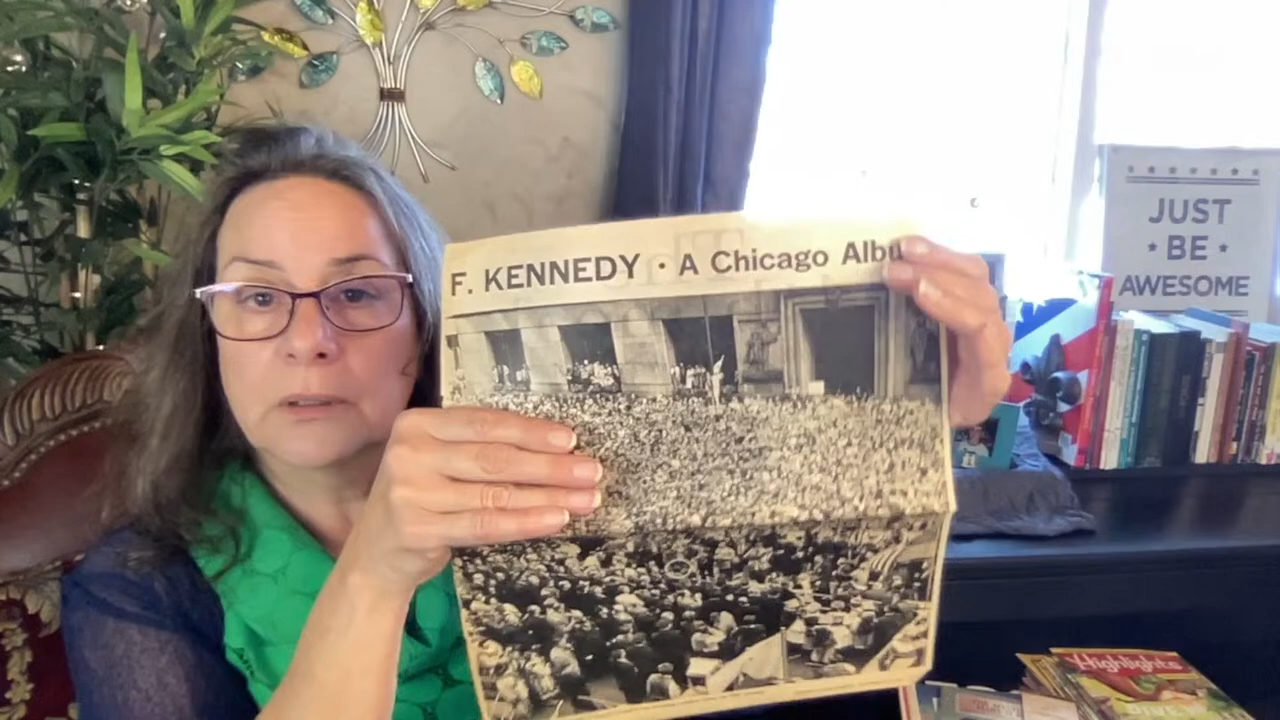 F. KENNEDY • A Chicago Albu
JUST
BE
AWESOME
Highlights